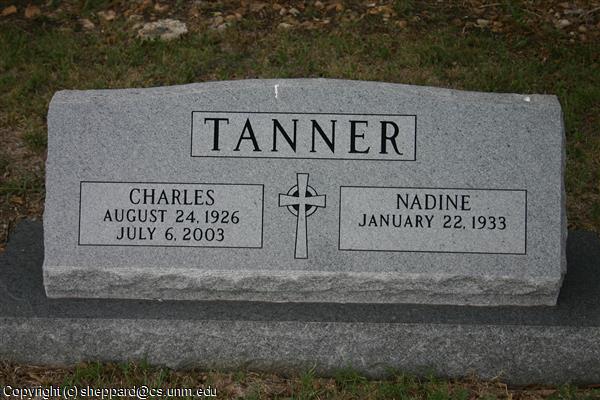 TANNER
CHARLES
AUGUST 24, 1926
JULY 6, 2003
NADINE
JANUARY 22, 1933
Copyright (c) sheppard@cs.unm.edu